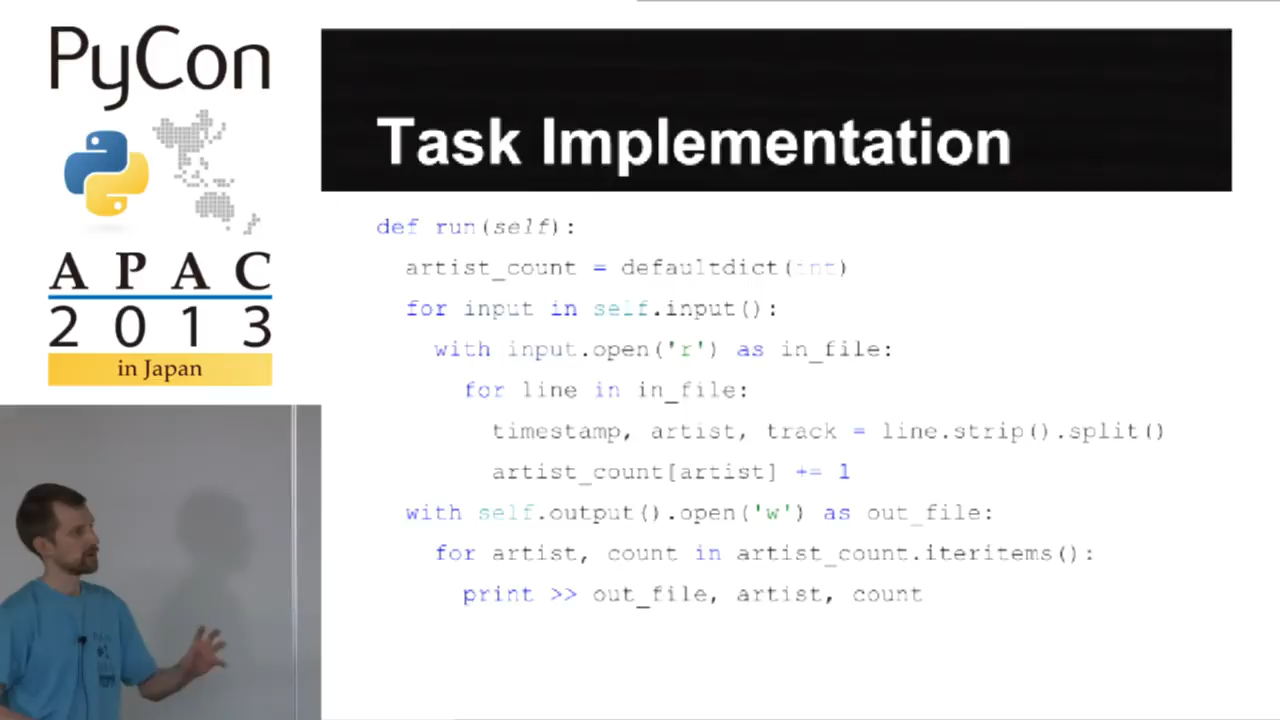 PyCon
APAC
2013
in Japan
Task Implementation
def run(self):
artist_count = defaultdict(int)
for input in self.input():
with input.open('r') as in_file:
for line in in_file:
timestamp, artist, track = line.strip().split()
artist_count[artist] += 1
with self.output().open('w') as out_file:
for artist, count in artist_count.iteritems():
print >> out_file, artist, count